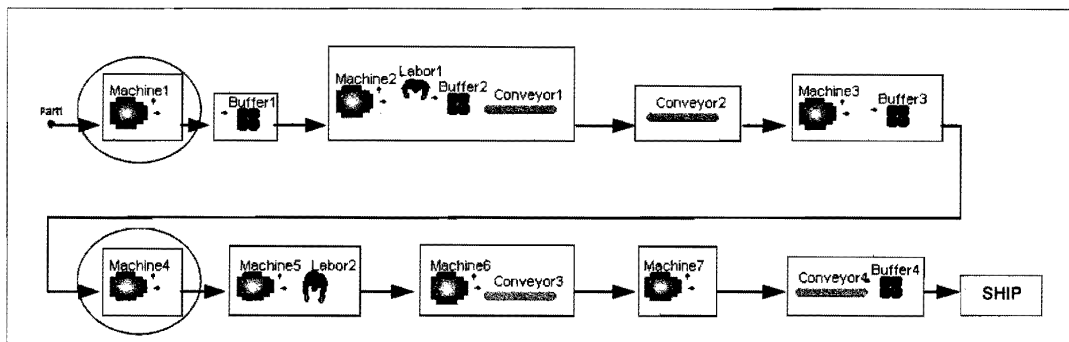 Part1
Machine1
Buffer1
Machine2
Labor1
Buffer2
Conveyor1
Conveyor2
Machine3
Buffer3
Machine4
Machine5
Labor2
Machine6
Conveyor3
Machine7
Conveyor4
Buffer4
SHIP